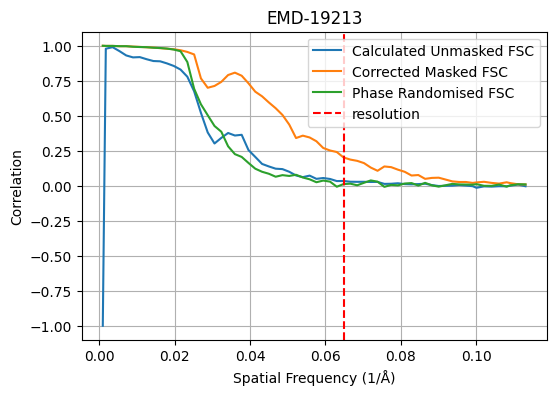 EMD-19213
Calculated Unmasked FSC
Corrected Masked FSC
Phase Randomised FSC
resolution
Correlation
1.00
0.75
0.50
0.25
0.00
−0.25
−0.50
−0.75
−1.00
0.00 0.02 0.04 0.06 0.08 0.10
Spatial Frequency (1/Å)